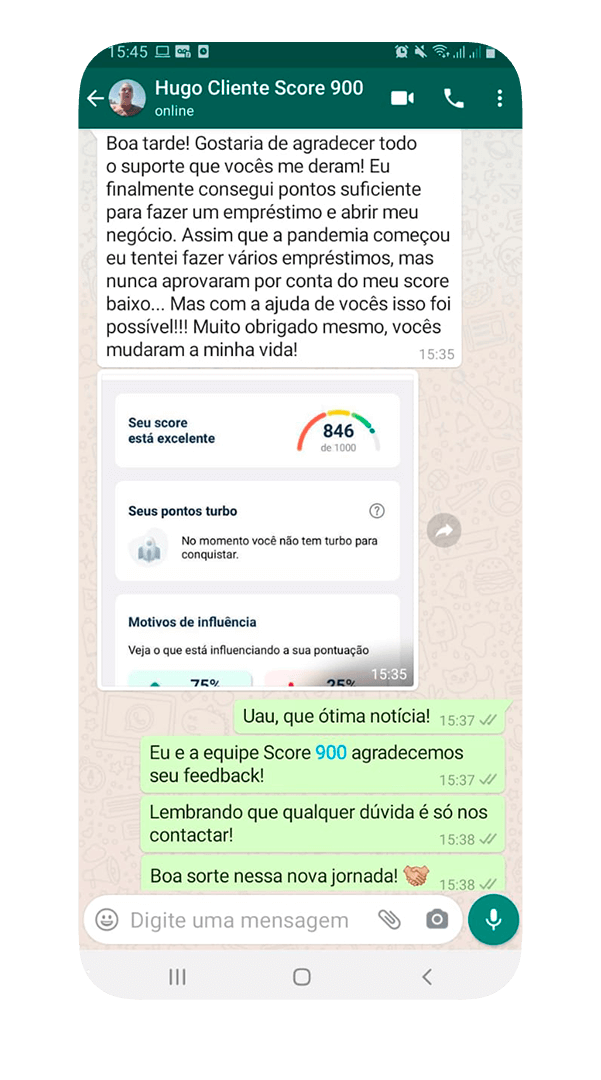 15:45
Hugo Cliente Score 900
online
Boa tarde! Gostaria de agradecer todo
o suporte que vocês me deram! Eu
finalmente consegui pontos suficiente
para fazer um empréstimo e abrir meu
negócio. Assim que a pandemia começou
eu tentei fazer vários empréstimos, mas
nunca aprovaram por conta do meu score
baixo... Mas com a ajuda de vocês isso foi
possível!!! Muito obrigado mesmo, vocês
mudaram a minha vida!
15:35
Seu score
está excelente
846
de 1000
Seus pontos turbo
?
No momento você não tem turbo para
conquistar.
Motivos de influência
Veja o que está influenciando a sua pontuação
75%
25%
15:35
Uau, que ótima notícia! 15:37
Eu e a equipe Score 900 agradecemos
seu feedback!
15:37
Lembrando que qualquer dúvida é só nos
contactar!
15:38
Boa sorte nessa nova jornada! 15:38
Digite uma mensagem